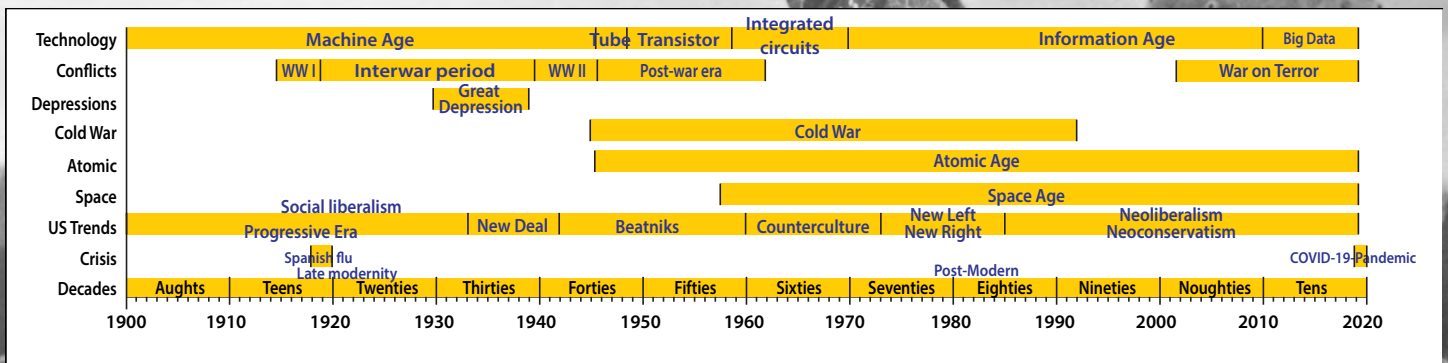 Technology Machine Age Tube Transistor Integrated circuits Information Age Big Data
Conflicts WW I Interwar period WW II Post-war era War on Terror
Depressions Great Depression
Cold War Cold War
Atomic Atomic Age
Space Space Age
Social liberalism
US Trends Progressive Era New Deal Beatniks Counterculture New Left New Right Neoliberalism Neoconservatism
Crisis Spanish flu COVID-19-Pandemic
Late modernity Post-Modern
Decades Aughts Teens Twenties Thirties Forties Fifties Sixties Seventies Eighties Nineties Noughties Tens
1900 1910 1920 1930 1940 1950 1960 1970 1980 1990 2000 2010 2020